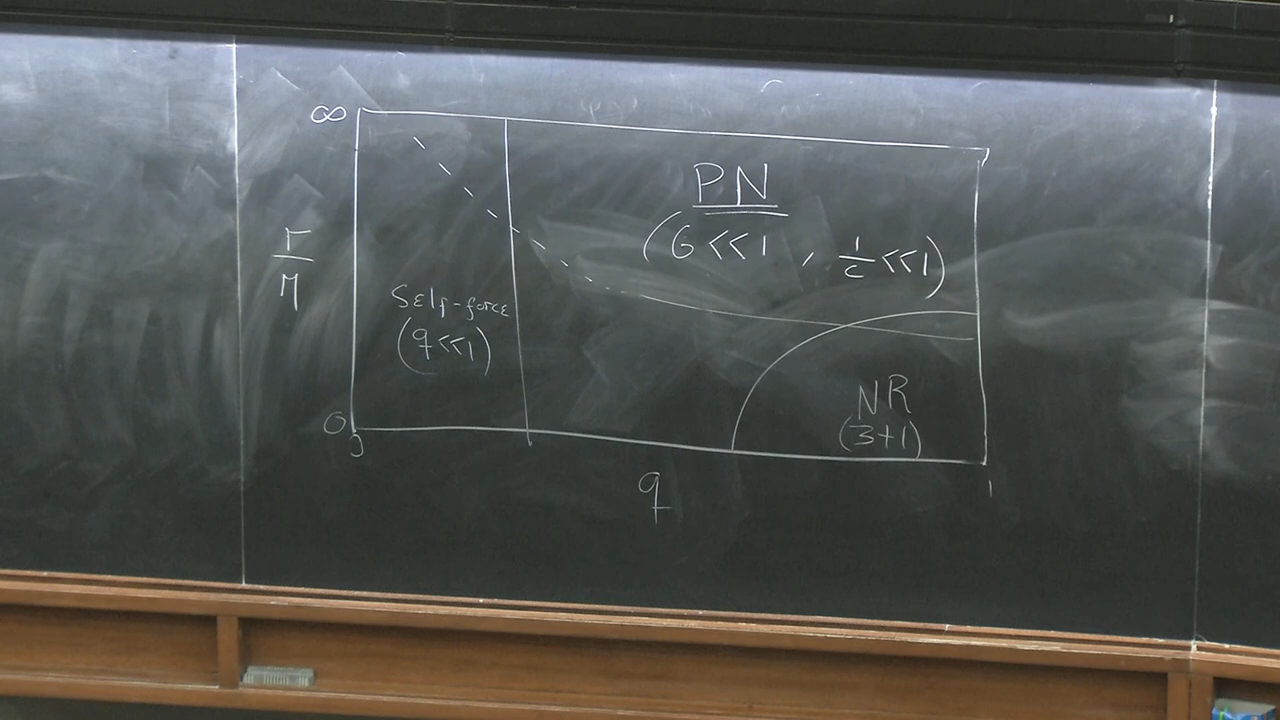 ∞
PN
(G << 1 , 1/c << 1)
r/M
Self-force
(q << 1)
NR
(3+1)
0
0
q
1